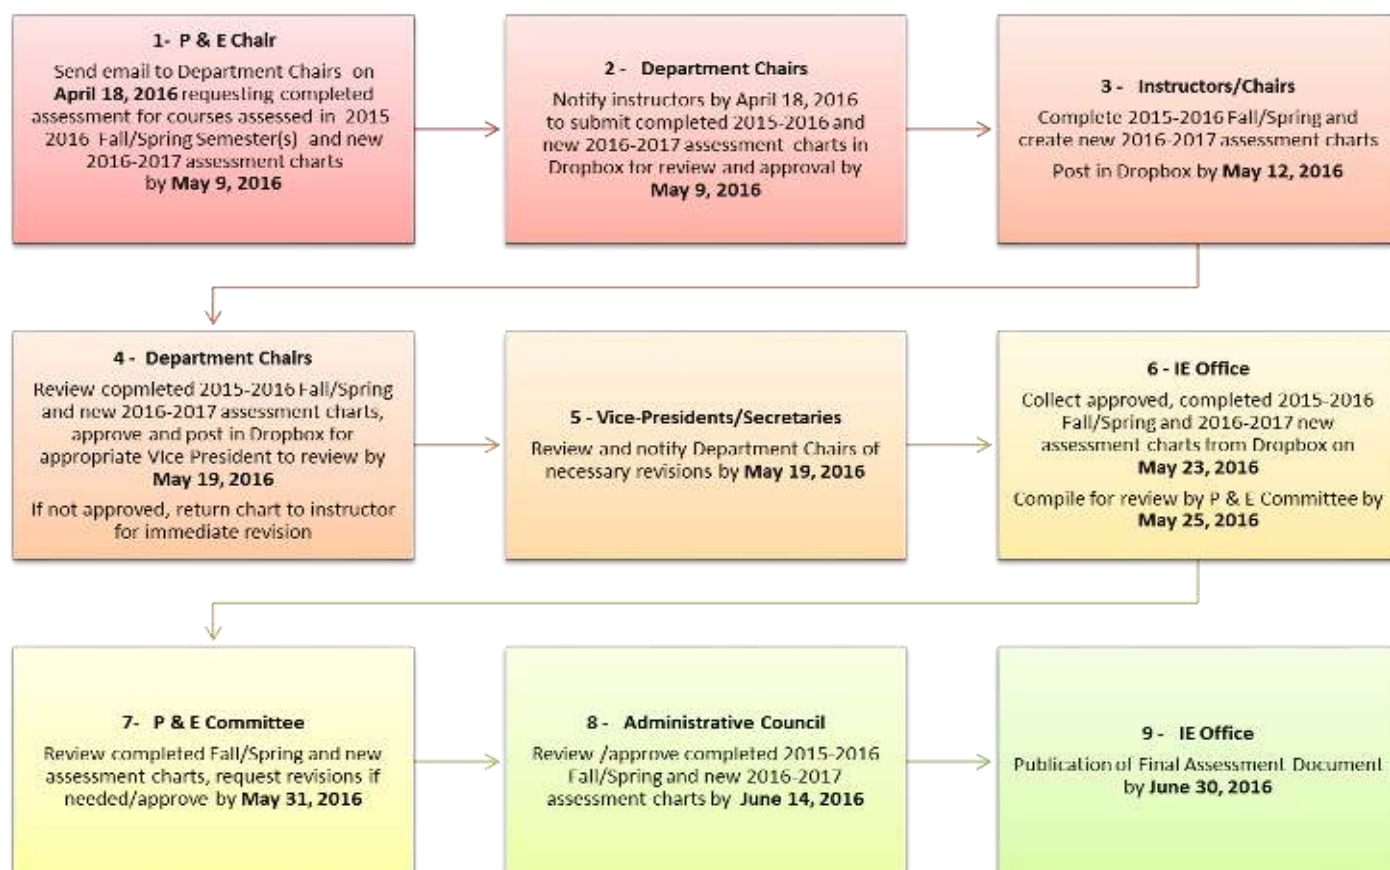 1- P & E Chair
Send email to Department Chairs on
April 18, 2016 requesting completed
assessment for courses assessed in 2015
2016 Fall/Spring Semester(s) and new
2016-2017 assessment charts
by May 9, 2016
2 - Department Chairs
Notify instructors by April 18, 2016
to submit completed 2015-2016 and
new 2016-2017 assessment charts in
Dropbox for review and approval by
May 9, 2016
3 - Instructors/Chairs
Complete 2015-2016 Fall/Spring and
create new 2016-2017 assessment charts
Post in Dropbox by May 12, 2016
4 - Department Chairs
Review copmleted 2015-2016 Fall/Spring
and new 2016-2017 assessment charts,
approve and post in Dropbox for
appropriate Vice President to review by
May 19, 2016
If not approved, return chart to instructor
for immediate revision
5 - Vice-Presidents/Secretaries
Review and notify Department Chairs of
necessary revisions by May 19, 2016
6 - IE Office
Collect approved, completed 2015-2016
Fall/Spring and 2016-2017 new
assessment charts from Dropbox on
May 23, 2016
Compile for review by P & E Committee by
May 25, 2016
7- P & E Committee
Review completed Fall/Spring and new
assessment charts, request revisions if
needed/approve by May 31, 2016
8 - Administrative Council
Review /approve completed 2015-2016
Fall/Spring and new 2016-2017
assessment charts by June 14, 2016
9 - IE Office
Publication of Final Assessment Document
by June 30, 2016